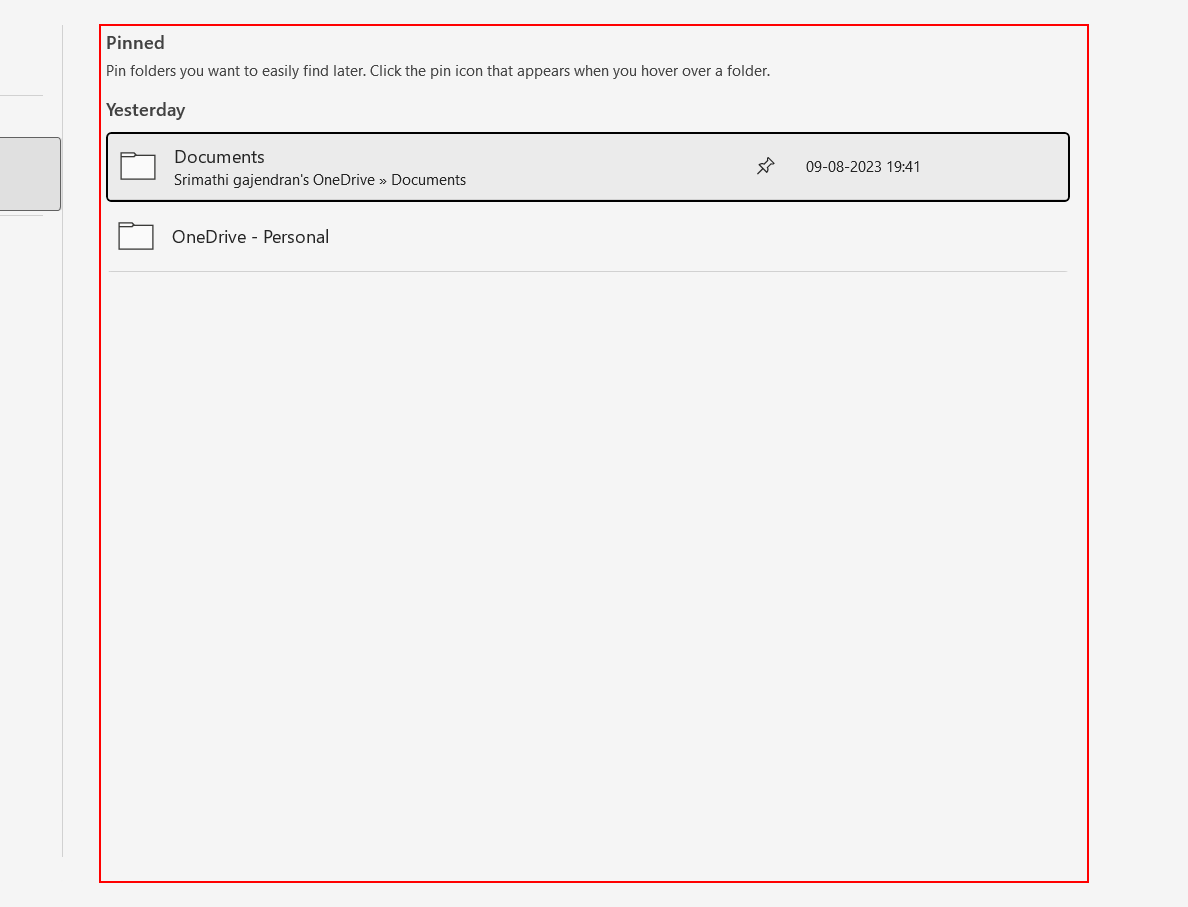 Pinned
Pin folders you want to easily find later. Click the pin icon that appears when you hover over a folder.
Yesterday
Documents
Srimathi gajendran's OneDrive » Documents
09-08-2023 19:41
OneDrive - Personal